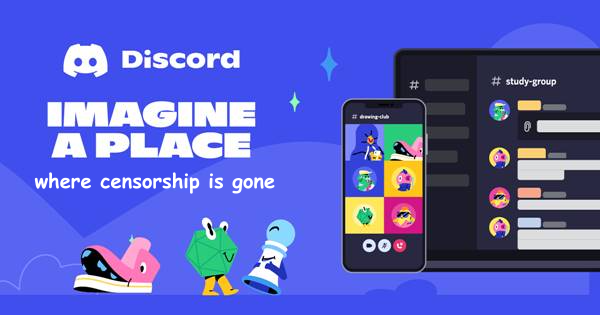 Discord
IMAGINE
A PLACE
where censorship is gone
# study-group
#
# drawing-club